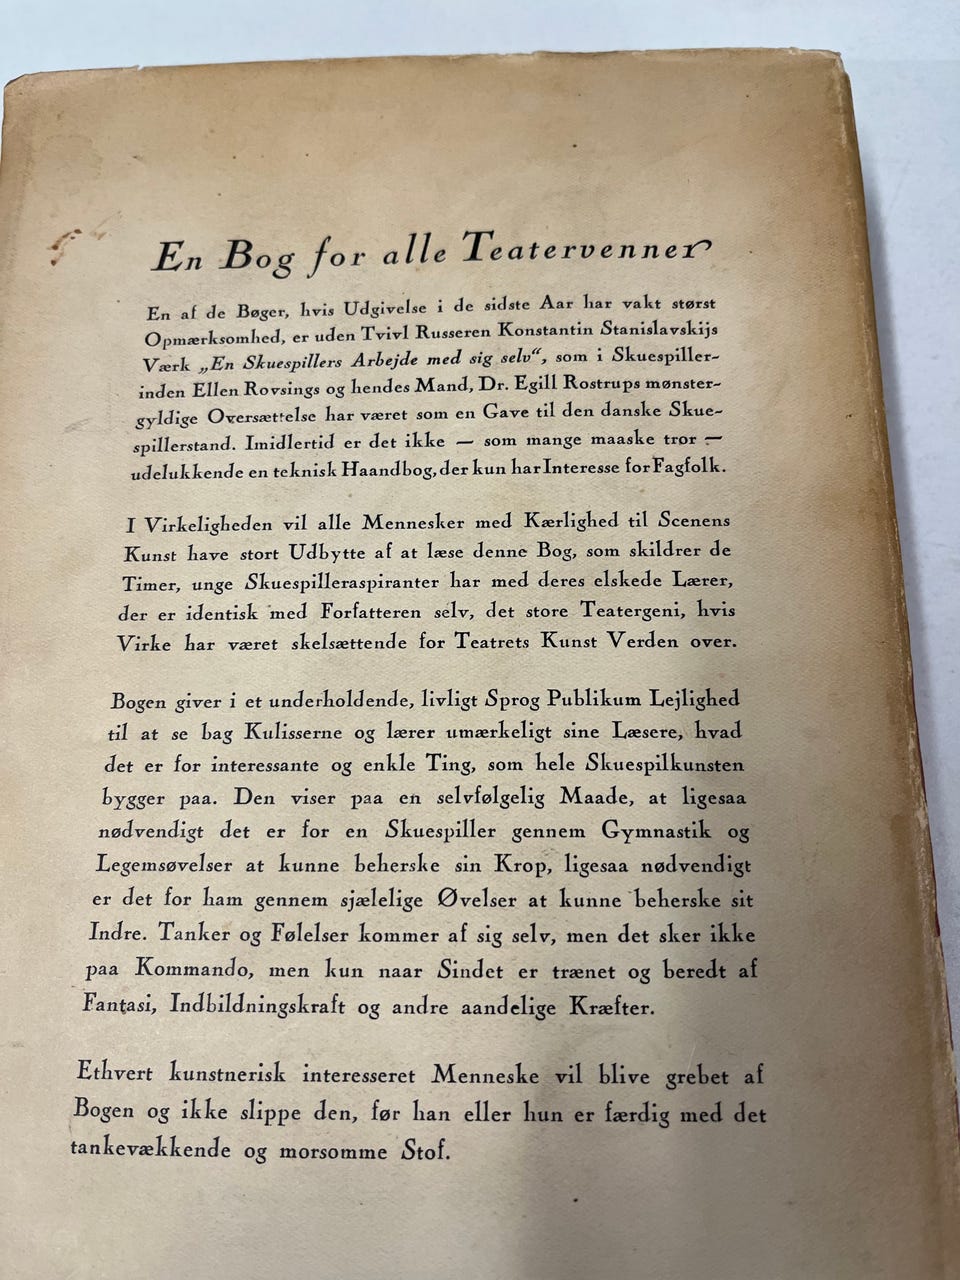 En Bog for alle Teatervenner
En af de Bøger, hvis Udgivelse i de sidste Aar har vakt størst
Opmærksomhed, er uden Tvivl Russeren Konstantin Stanislavskijs
Værk „En Skuespillers Arbejde med sig selv“, som i Skuespiller-
inden Ellen Rovsings og hendes Mand, Dr. Egill Rostrups mønster-
gyldige Oversættelse har været som en Gave til den danske Skue-
spillerstand. Imidlertid er det ikke — som mange maaske tror —
udelukkende en teknisk Haandbog, der kun har Interesse for Fagfolk.
I Virkeligheden vil alle Mennesker med Kærlighed til Scenens
Kunst have stort Udbytte af at læse denne Bog, som skildrer de
Timer, unge Skuespilleraspiranter har med deres elskede Lærer,
der er identisk med Forfatteren selv, det store Teatergeni, hvis
Virke har været skelsættende for Teatrets Kunst Verden over.
Bogen giver i et underholdende, livligt Sprog Publikum Lejlighed
til at se bag Kulisserne og lærer umærkeligt sine Læsere, hvad
det er for interessante og enkle Ting, som hele Skuespilkunsten
bygger paa. Den viser paa en selvfølgelig Maade, at ligesaa
nødvendigt det er for en Skuespiller gennem Gymnastik og
Legemsøvelser at kunne beherske sin Krop, ligesaa nødvendigt
er det for ham gennem sjælelige Øvelser at kunne beherske sit
Indre. Tanker og Følelser kommer af sig selv, men det sker ikke
paa Kommando, men kun naar Sindet er trænet og beredt af
Fantasi, Indbildningskraft og andre aandelige Kræfter.
Ethvert kunstnerisk interesseret Menneske vil blive grebet af
Bogen og ikke slippe den, før han eller hun er færdig med det
tankevækkende og morsomme Stof.